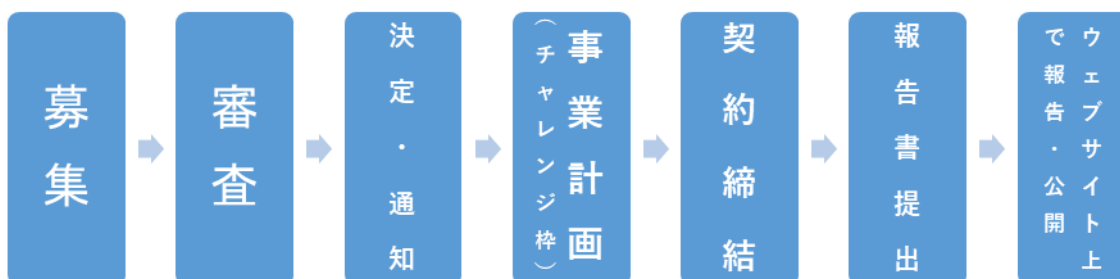 募集
審査
決定・通知
事業計画
（チャレンジ枠）
契約締結
報告書提出
ウェブサイト上
で報告・公開